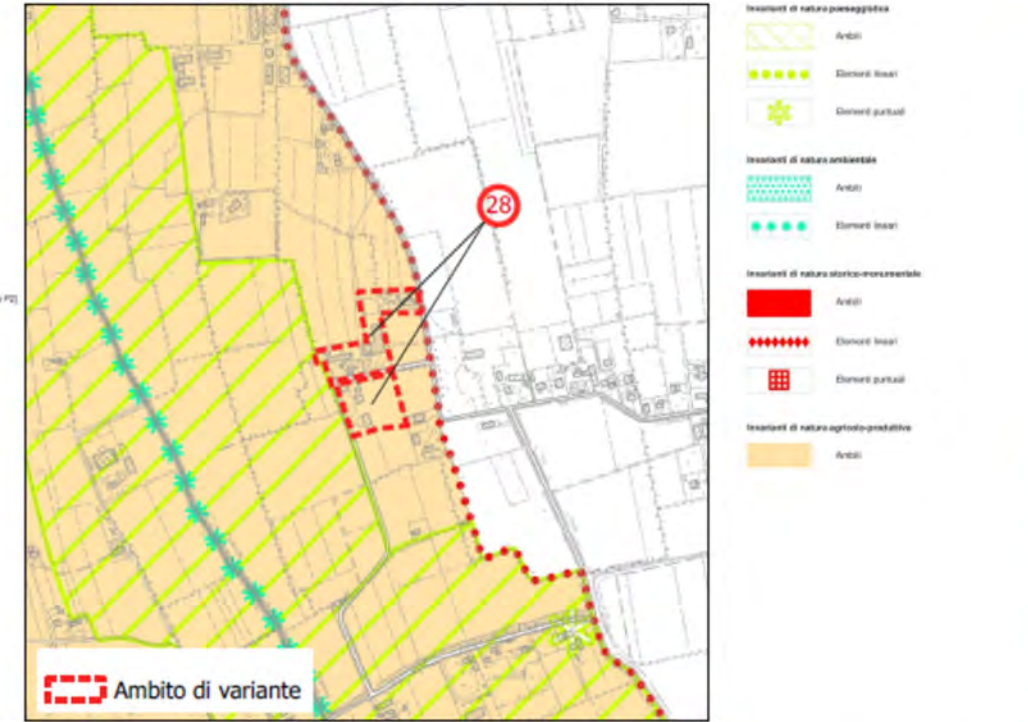 28
Ambito di variante
Invarianti di natura paesaggistica
Ambiti
Elementi lineari
Elementi puntuali
Invarianti di natura ambientale
Ambiti
Elementi lineari
Invarianti di natura storico-monumentale
Ambiti
Elementi lineari
Elementi puntuali
Invarianti di natura agricolo-produttiva
Ambiti